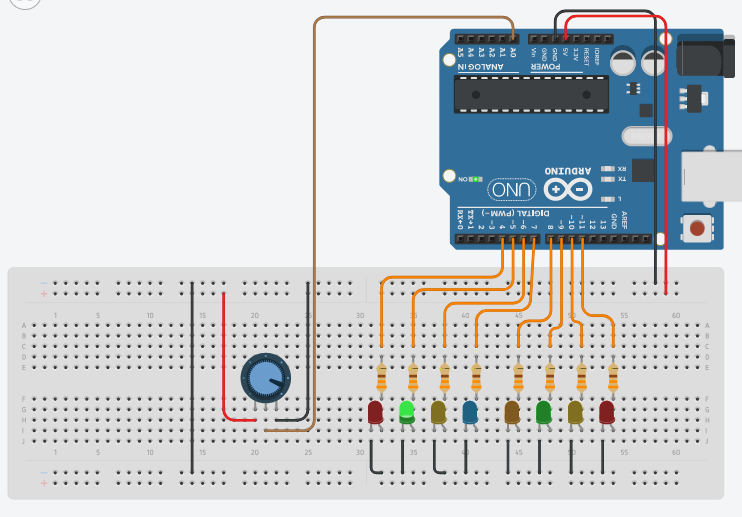 A5 A4 A3 A2 A1 A0 Vin GND GND 5V 3.3V RESET IOREF
ANALOG IN POWER
ARDUINO
UNO
ON
RX
TX
L
DIGITAL (PWM~)
RX←0 TX→1 2 ~3 4 ~5 ~6 7 8 ~9 ~10 ~11 12 13 GND AREF
- -
+ +
1 5 10 15 20 25 30 35 40 45 50 55 60
A A
B B
C C
D D
E E
F F
G G
H H
I I
J J
1 5 10 15 20 25 30 35 40 45 50 55 60
- -
+ +